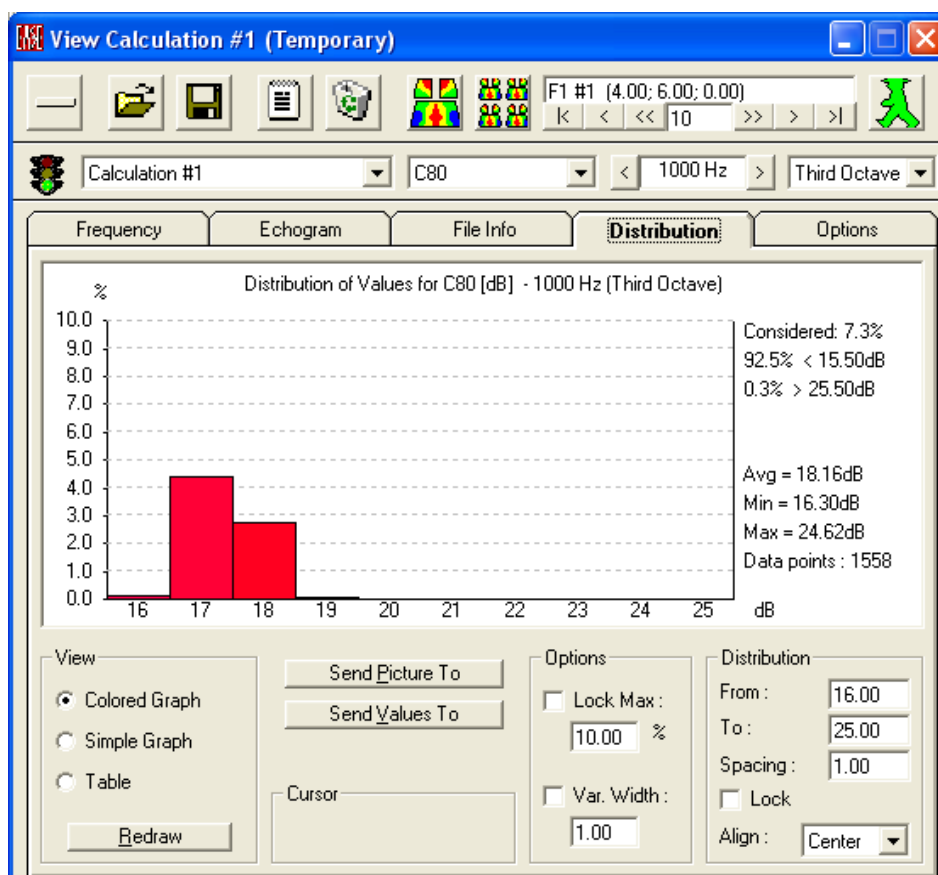 EASE View Calculation #1 (Temporary)
F1 #1 (4.00; 6.00; 0.00)
|< < << 10 >> > >|
Calculation #1 C80 < 1000 Hz > Third Octave
Frequency Echogram File Info Distribution Options
Distribution of Values for C80 [dB] - 1000 Hz (Third Octave)
%
10.0
9.0
8.0
7.0
6.0
5.0
4.0
3.0
2.0
1.0
0.0
16 17 18 19 20 21 22 23 24 25 dB
Considered: 7.3%
92.5% < 15.50dB
0.3% > 25.50dB
Avg = 18.16dB
Min = 16.30dB
Max = 24.62dB
Data points : 1558
View
Colored Graph
Simple Graph
Table
Redraw
Send Picture To
Send Values To
Cursor
Options
Lock Max :
10.00 %
Var. Width :
1.00
Distribution
From : 16.00
To : 25.00
Spacing : 1.00
Lock
Align : Center